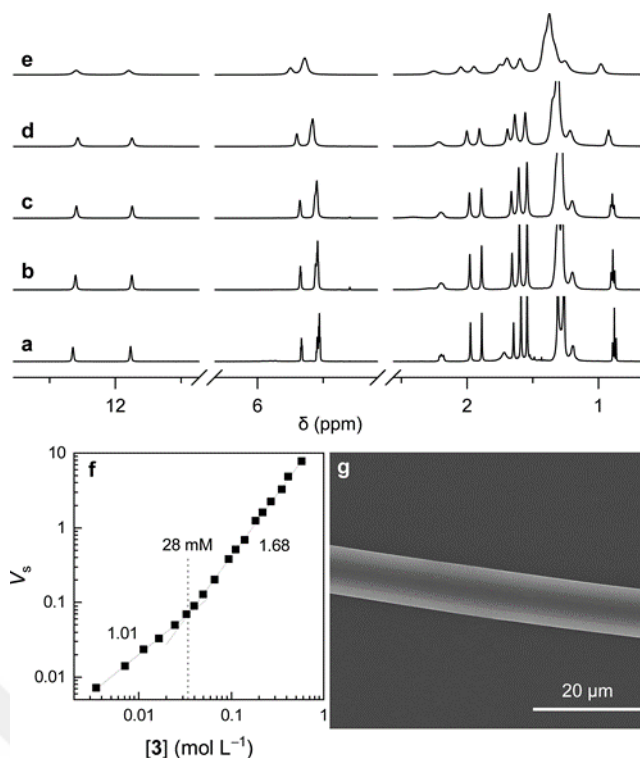 e
d
c
b
a
12
6
2
1
δ (ppm)
f
g
10
1
0.1
0.01
Vs
28 mM
1.68
1.01
0.01
0.1
1
[3] (mol L⁻¹)
20 µm